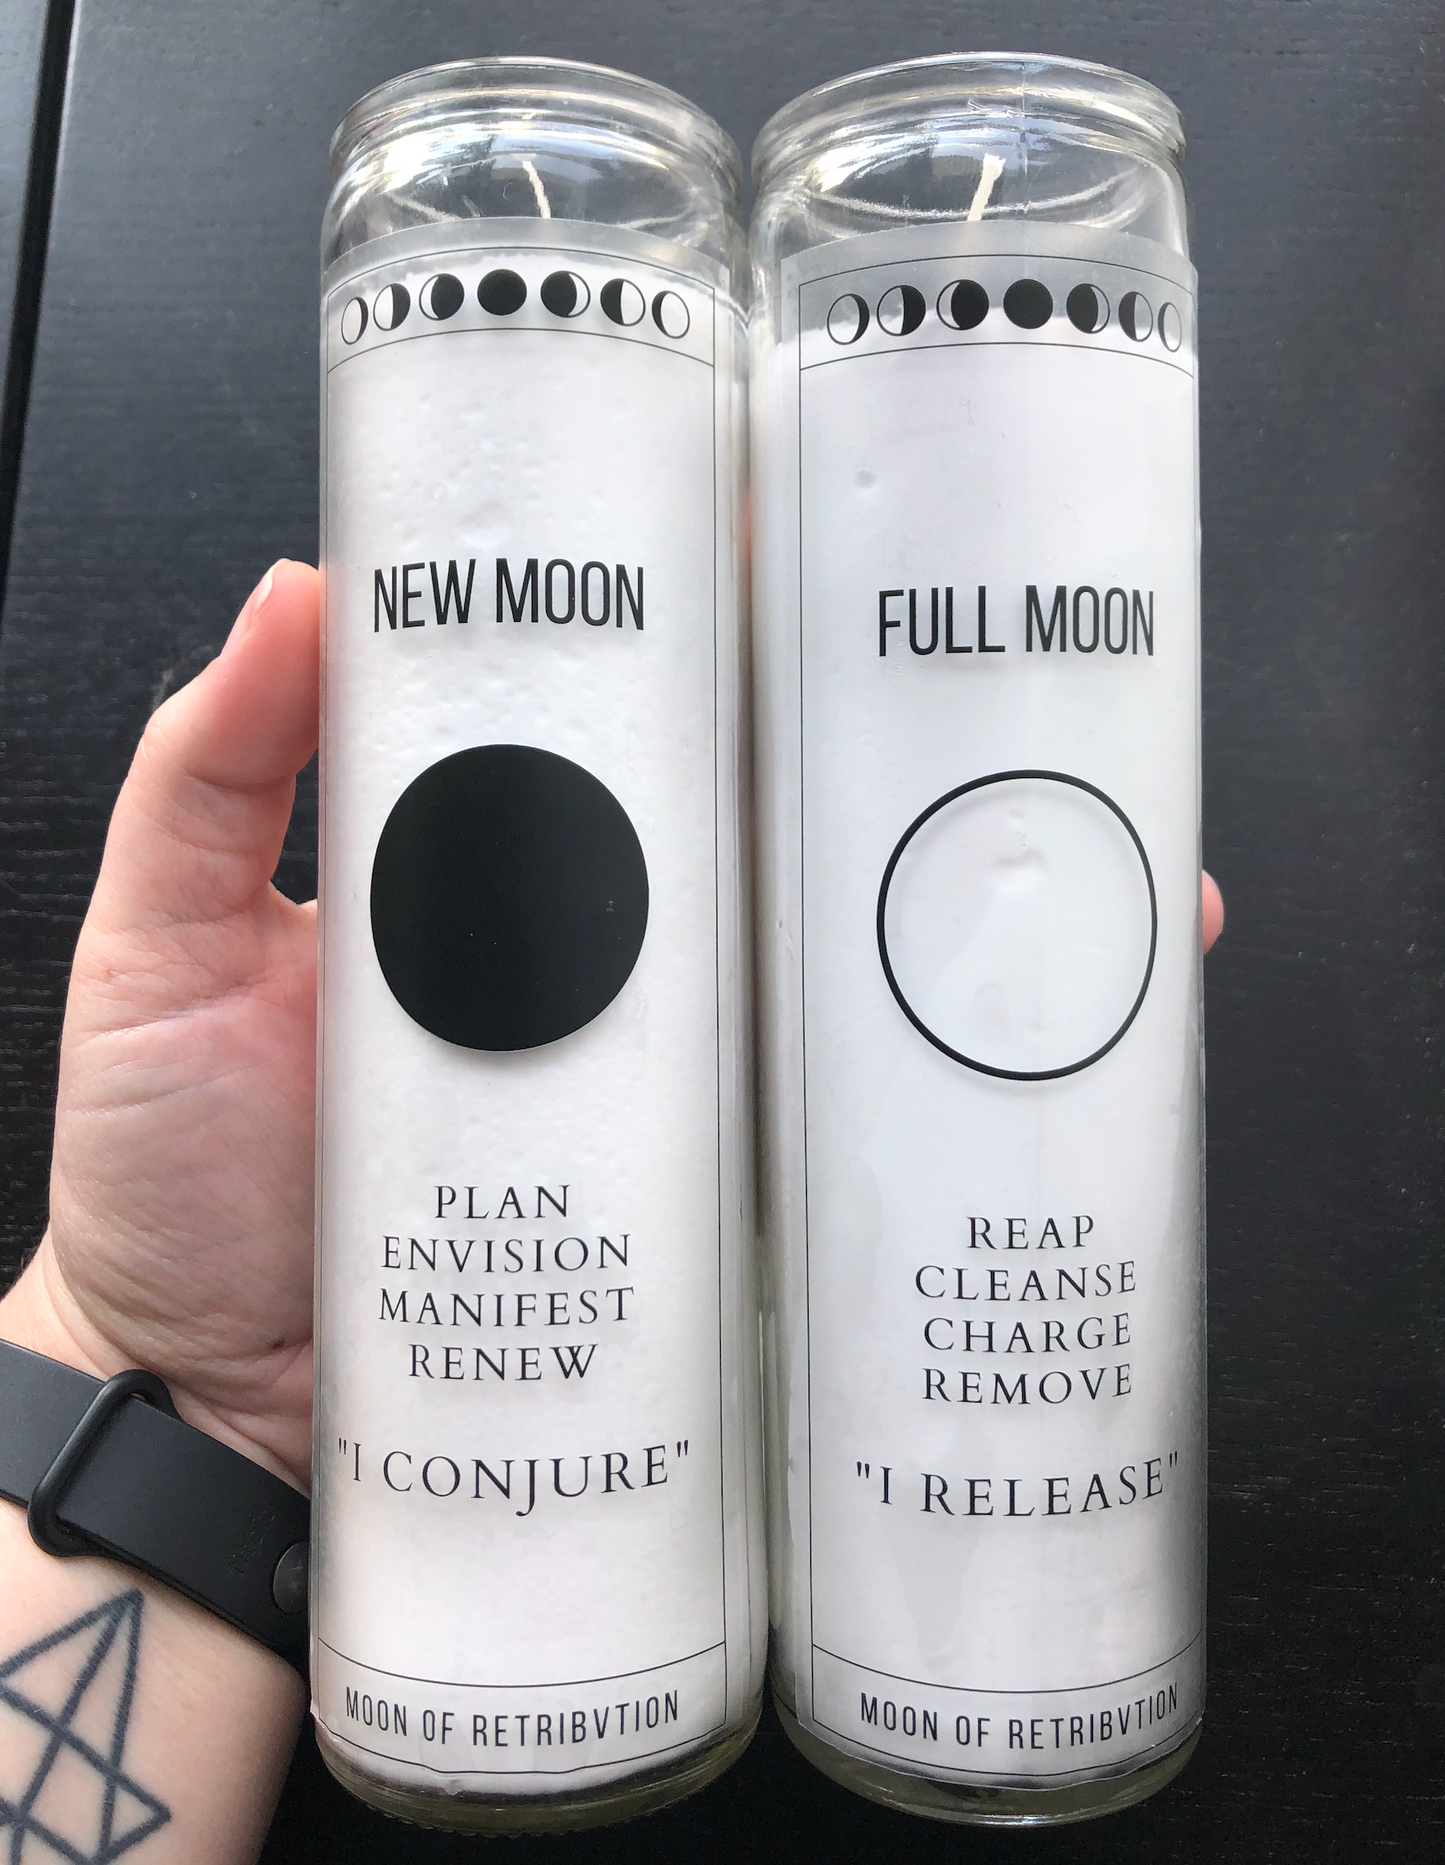 NEW MOON
PLAN
ENVISION
MANIFEST
RENEW
"I CONJURE"
MOON OF RETRIBVTION
FULL MOON
REAP
CLEANSE
CHARGE
REMOVE
"I RELEASE"
MOON OF RETRIBVTION